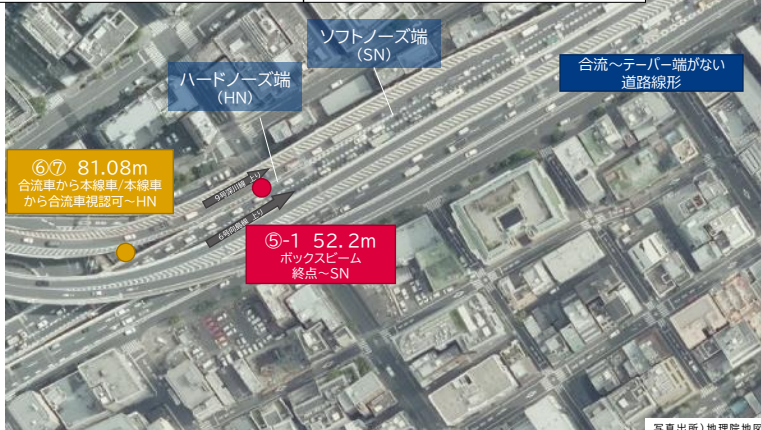 ソフトノーズ端
(SN)
ハードノーズ端
(HN)
合流～テーパー端がない
道路線形
⑥⑦ 81.08m
合流車から本線車/本線車
から合流車視認可～HN
9号深川線 上り
6号向島線 上り
⑤-1 52.2m
ボックスビーム
終点～SN
写真出所)地理院地図